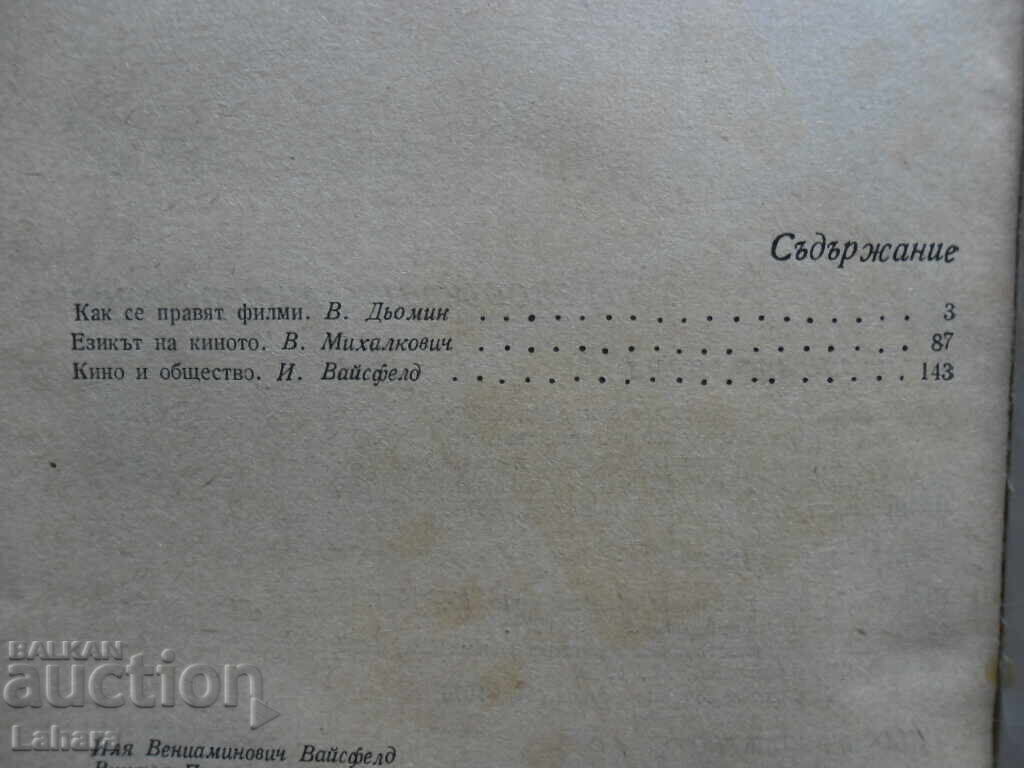 Съдържание
Как се правят филми. В. Дьомин . . . . . . . . . . . . . . . . . . 3
Езикът на киното. В. Михалкович . . . . . . . . . . . . . . . . . . 87
Кино и общество. И. Вайсфелд . . . . . . . . . . . . . . . . . . 143
BALKAN
auction
Lahara
Иля Вениаминович Вайсфелд